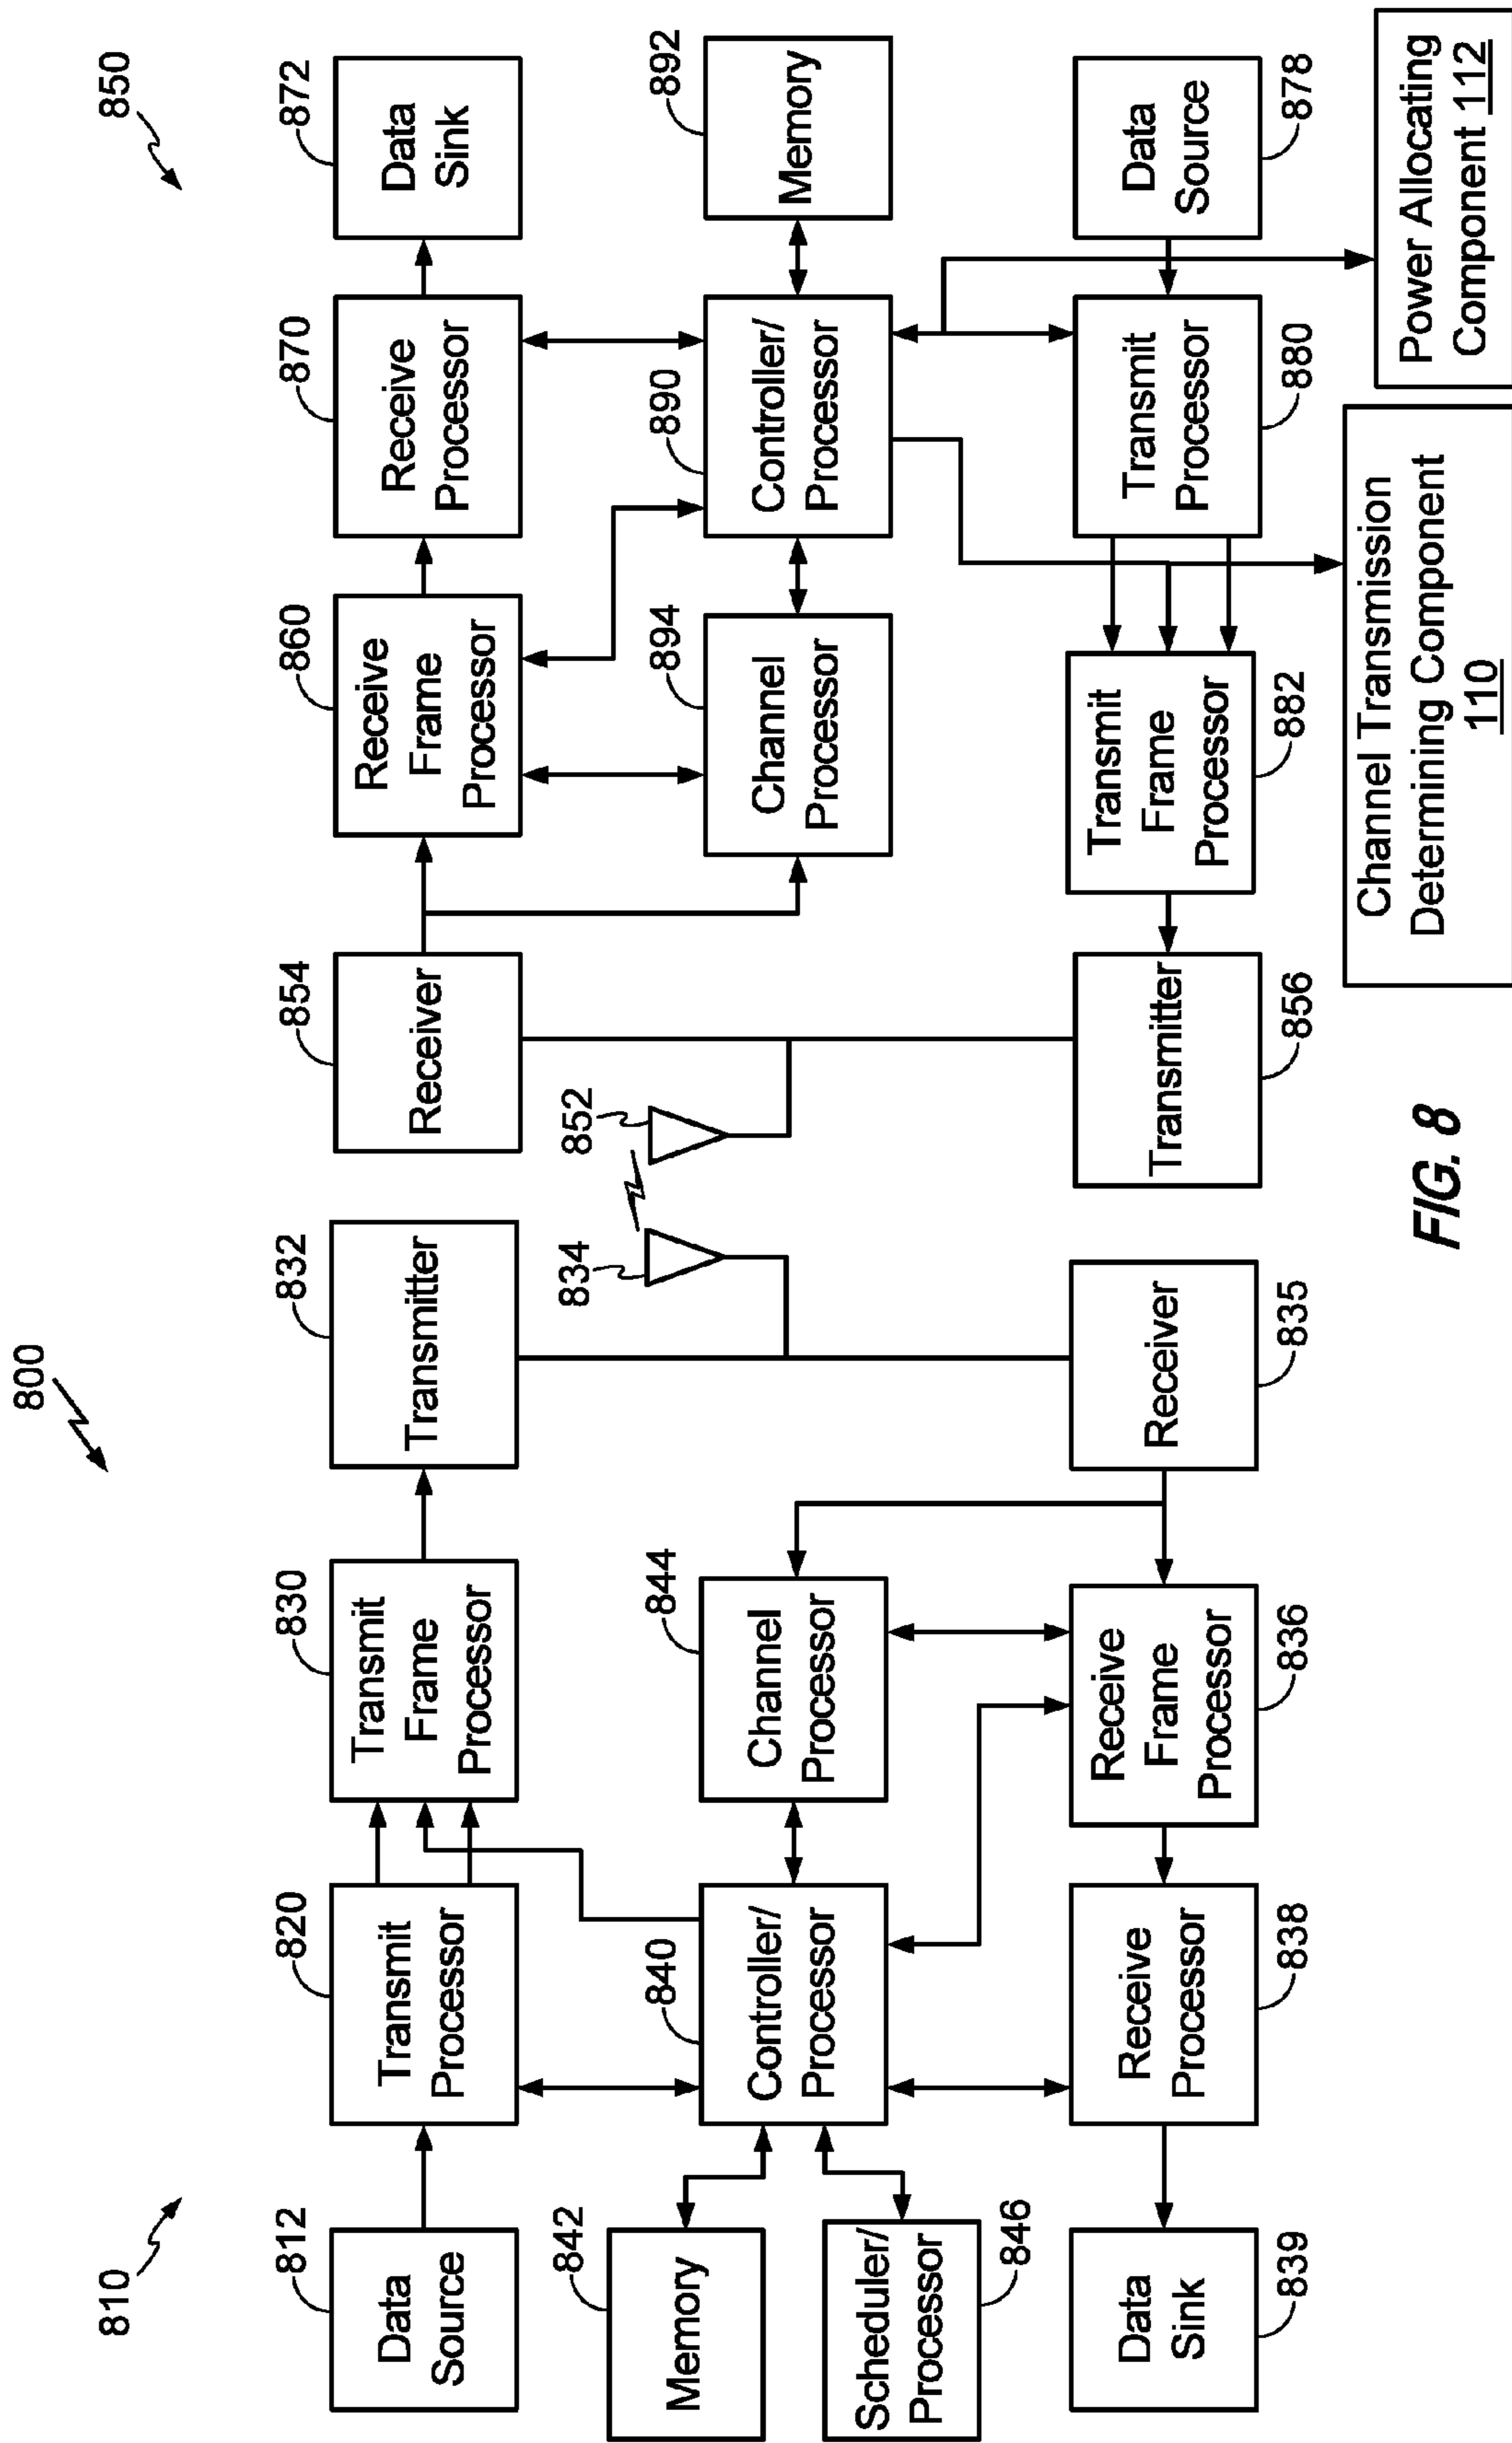 800
810
850
812
Data
Source
820
Transmit
Processor
830
Transmit
Frame
Processor
832
Transmitter
854
Receiver
860
Receive
Frame
Processor
870
Receive
Processor
872
Data
Sink
842
Memory
840
Controller/
Processor
844
Channel
Processor
834
852
894
Channel
Processor
890
Controller/
Processor
892
Memory
Scheduler/
Processor
846
Data
Sink
839
Receive
Processor
838
Receive
Frame
Processor
836
Receiver
835
Transmitter
856
Transmit
Frame
Processor
882
Transmit
Processor
880
Data
Source
878
Channel Transmission
Determining Component
110
Power Allocating
Component 112
FIG. 8